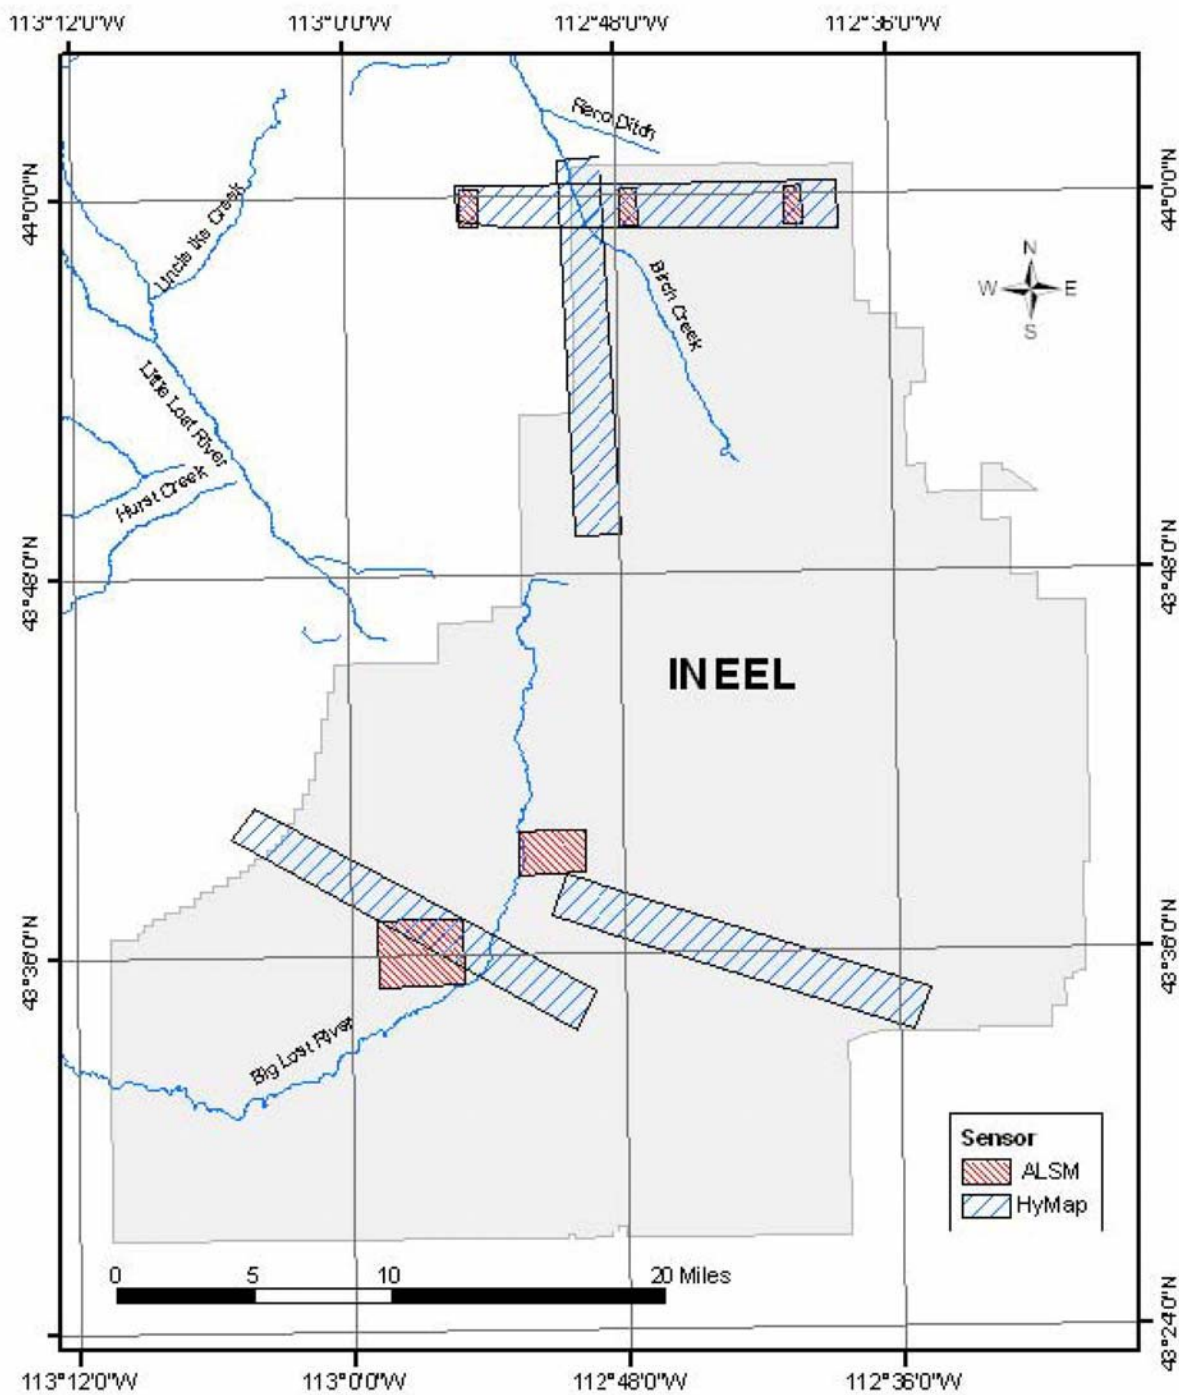 113°12'0"W 113°0'0"W 112°48'0"W 112°36'0"W
Reno Ditch
44°0'0"N
44°0'0"N
Uncle Ike Creek
Birch Creek
N
W E
S
Little Lost River
Hurst Creek
43°48'0"N
43°48'0"N
INEEL
43°36'0"N
43°36'0"N
Big Lost River
Sensor
ALSM
HyMap
0 5 10 20 Miles
43°24'0"N
113°12'0"W 113°0'0"W 112°48'0"W 112°36'0"W